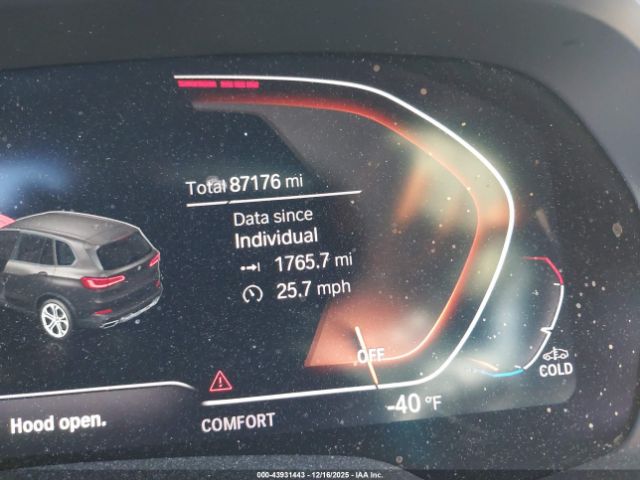 Total 87176 mi
Data since
Individual
1765.7 mi
25.7 mph
OFF
COLD
-40 °F
Hood open.
COMFORT
000-43931443 - 12/16/2025 - IAA Inc.